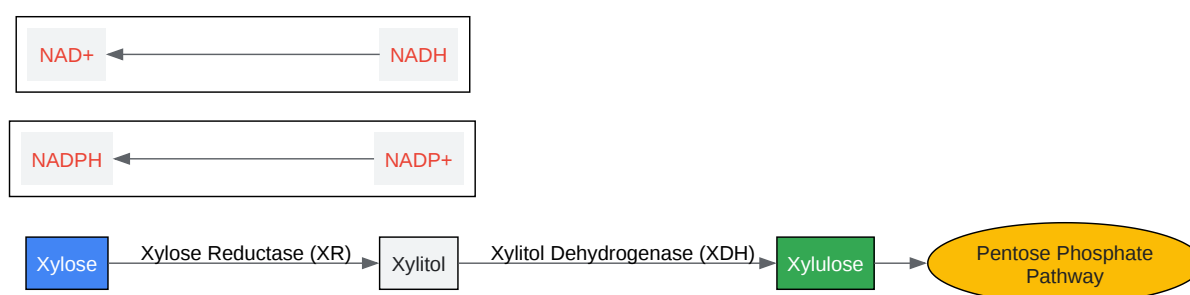 NAD+
NADH
NADPH
NADP+
Xylose
Xylose Reductase (XR)
Xylitol
Xylitol Dehydrogenase (XDH)
Xylulose
Pentose Phosphate
Pathway